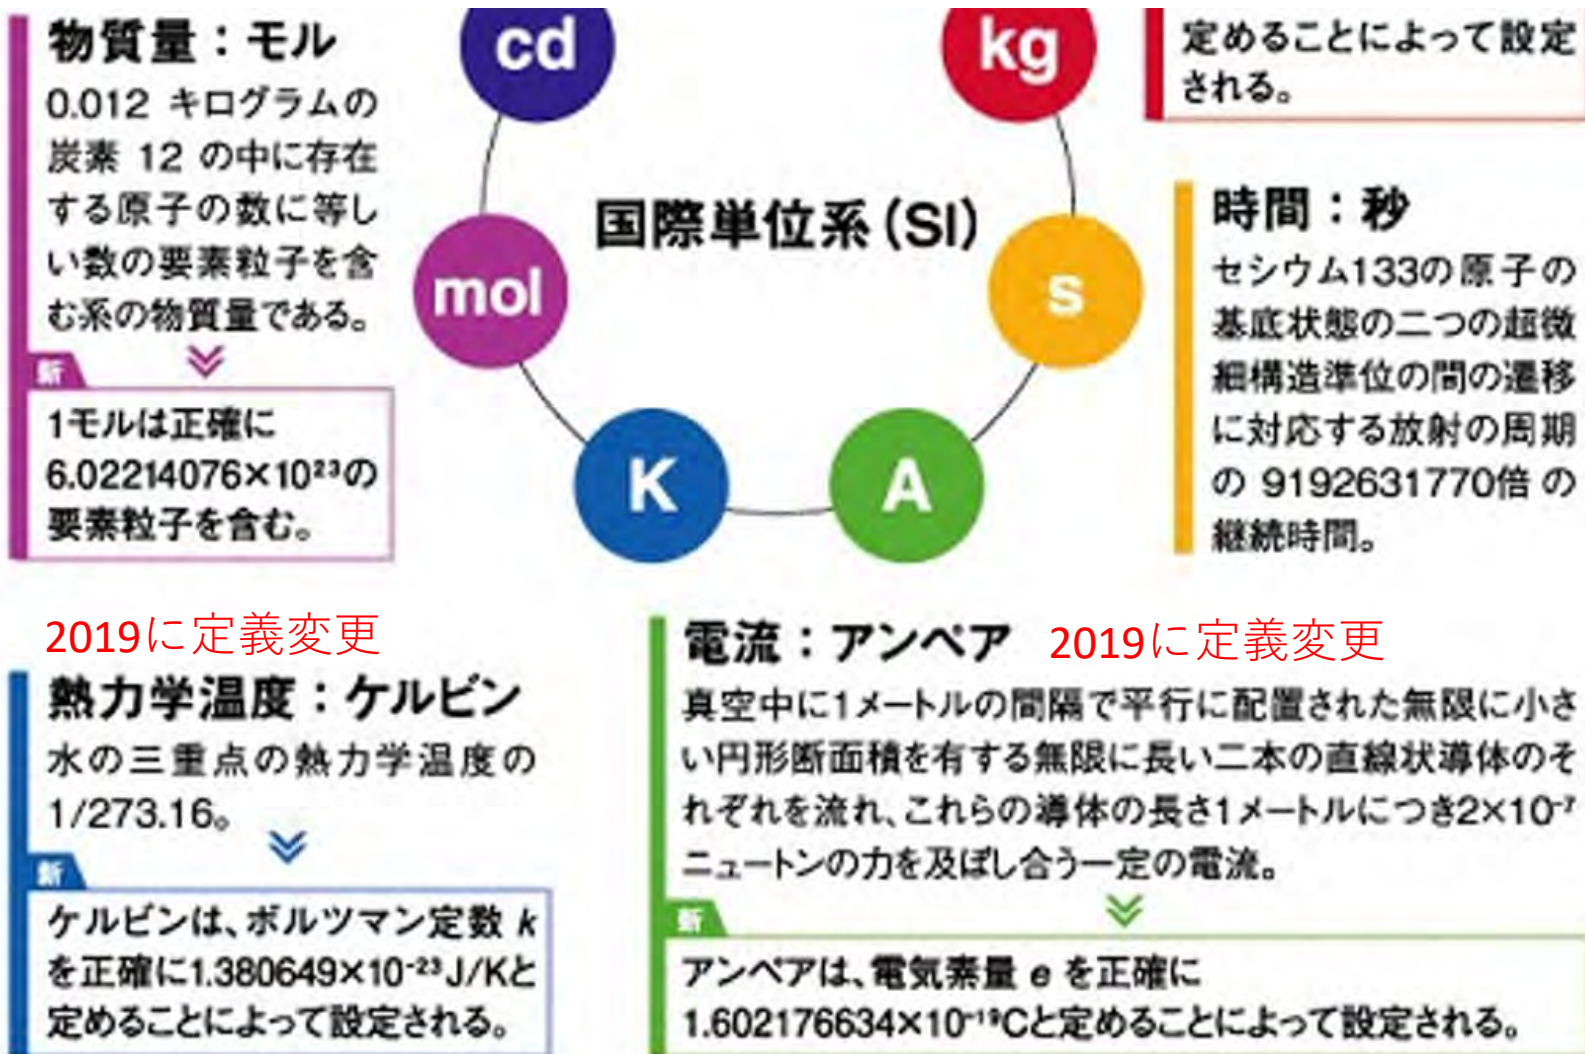 物質量：モル
0.012 キログラムの
炭素 12 の中に存在
する原子の数に等し
い数の要素粒子を含
む系の物質量である。
新
1モルは正確に
6.02214076×10²³の
要素粒子を含む。
cd
kg
mol
国際単位系(SI)
s
K
A
定めることによって設定
される。
時間：秒
セシウム133の原子の
基底状態の二つの超微
細構造準位の間の遷移
に対応する放射の周期
の 9192631770倍の
継続時間。
2019に定義変更
熱力学温度：ケルビン
水の三重点の熱力学温度の
1/273.16。
新
ケルビンは、ボルツマン定数 k
を正確に1.380649×10⁻²³J/Kと
定めることによって設定される。
電流：アンペア 2019に定義変更
真空中に1メートルの間隔で平行に配置された無限に小さ
い円形断面積を有する無限に長い二本の直線状導体のそ
れぞれを流れ、これらの導体の長さ1メートルにつき2×10⁻⁷
ニュートンの力を及ぼし合う一定の電流。
新
アンペアは、電気素量 e を正確に
1.602176634×10⁻¹⁹Cと定めることによって設定される。